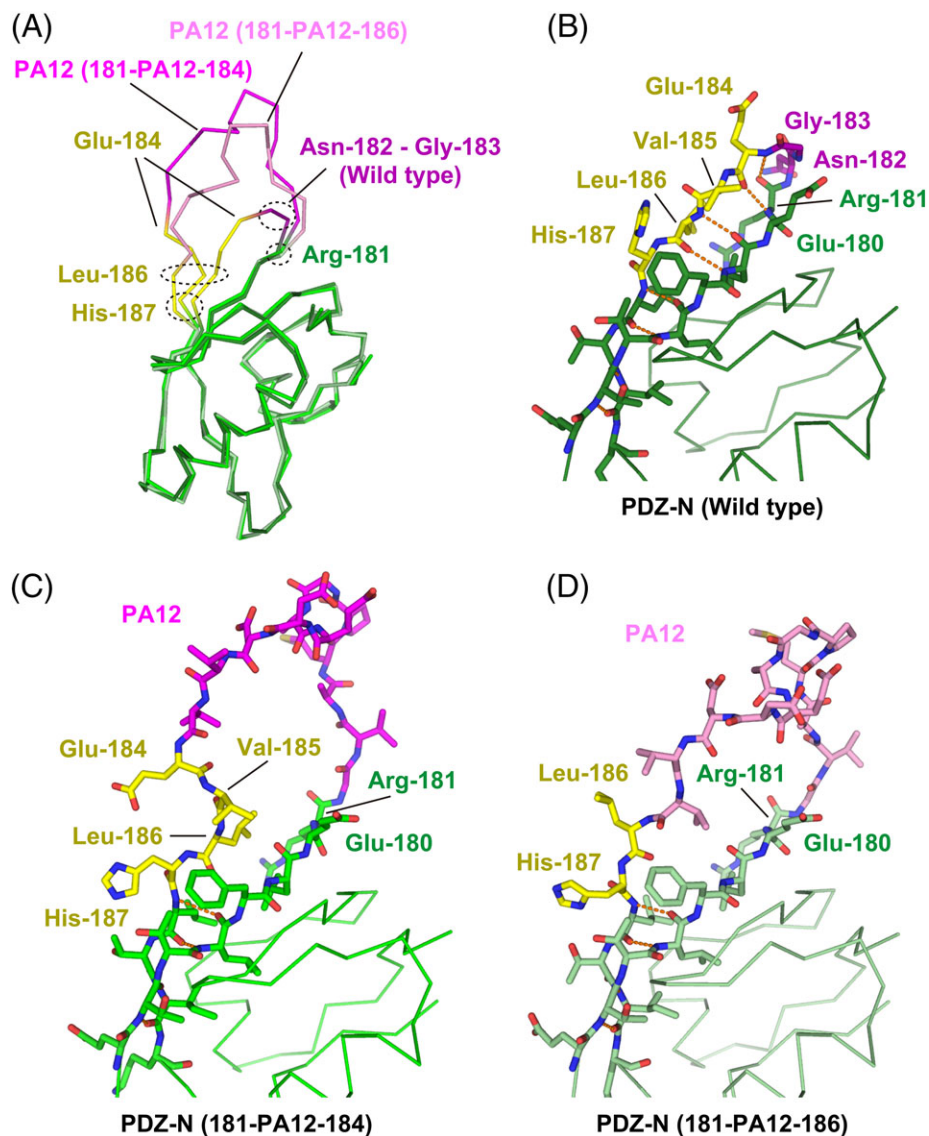 (A)
PA12 (181-PA12-186)
PA12 (181-PA12-184)
Glu-184
Asn-182 - Gly-183
(Wild type)
Arg-181
Leu-186
His-187
(B)
Glu-184
Gly-183
Val-185
Asn-182
Leu-186
Arg-181
His-187
Glu-180
PDZ-N (Wild type)
(C)
PA12
Glu-184
Val-185
Arg-181
Leu-186
Glu-180
His-187
PDZ-N (181-PA12-184)
(D)
PA12
Leu-186
Arg-181
Glu-180
His-187
PDZ-N (181-PA12-186)